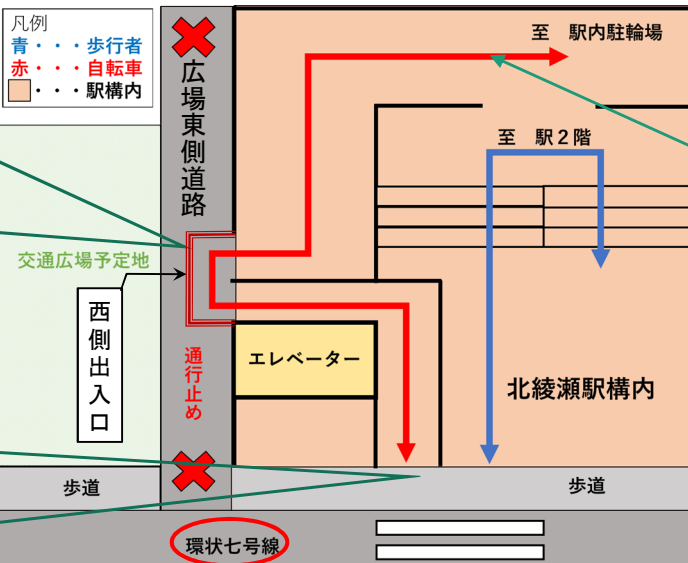 凡例
青・・・歩行者
赤・・・自転車
・・・駅構内
広場東側道路
至 駅内駐輪場
至 駅2階
交通広場予定地
西側出入口
通行止め
エレベーター
北綾瀬駅構内
歩道
歩道
環状七号線